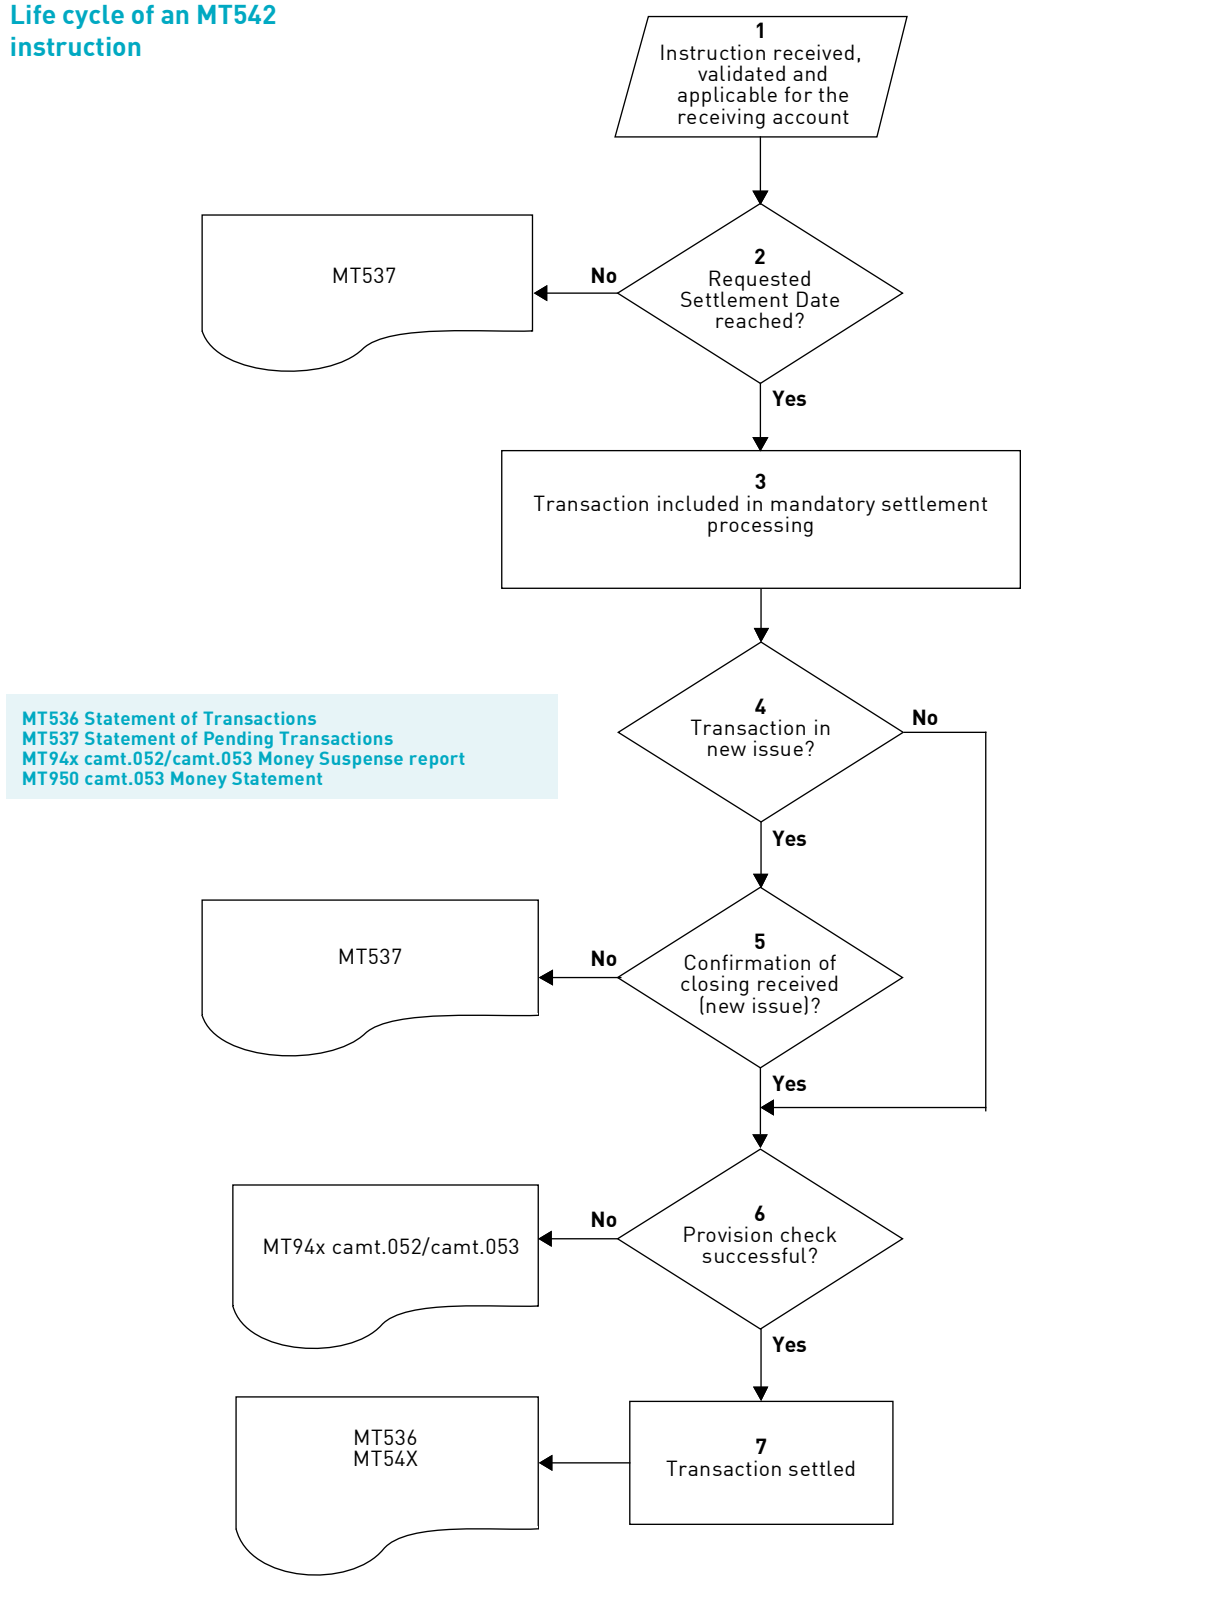 Life cycle of an MT542
instruction
1
Instruction received,
validated and
applicable for the
receiving account
2
Requested
Settlement Date
reached?
No
MT537
Yes
3
Transaction included in mandatory settlement
processing
4
Transaction in
new issue?
No
MT536 Statement of Transactions
MT537 Statement of Pending Transactions
MT94x camt.052/camt.053 Money Suspense report
MT950 camt.053 Money Statement
Yes
5
Confirmation of
closing received
(new issue)?
No
MT537
Yes
6
Provision check
successful?
No
MT94x camt.052/camt.053
Yes
7
Transaction settled
MT536
MT54X